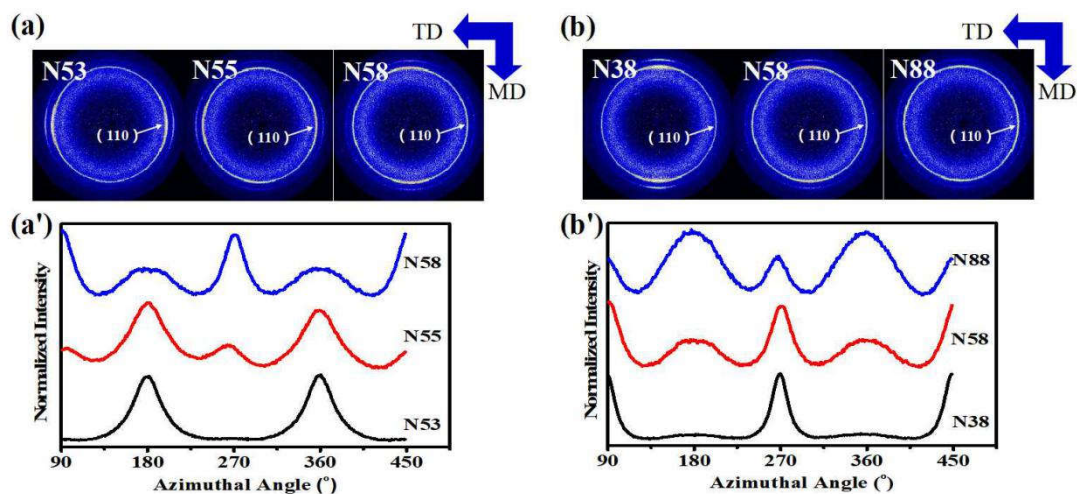 (a)
TD
MD
N53
N55
N58
(110)
(110)
(110)
(b)
TD
MD
N38
N58
N88
(110)
(110)
(110)
(a')
Normalized Intensity
N58
N55
N53
90 180 270 360 450
Azimuthal Angle (°)
(b')
Normalized Intensity
N88
N58
N38
90 180 270 360 450
Azimuthal Angle (°)